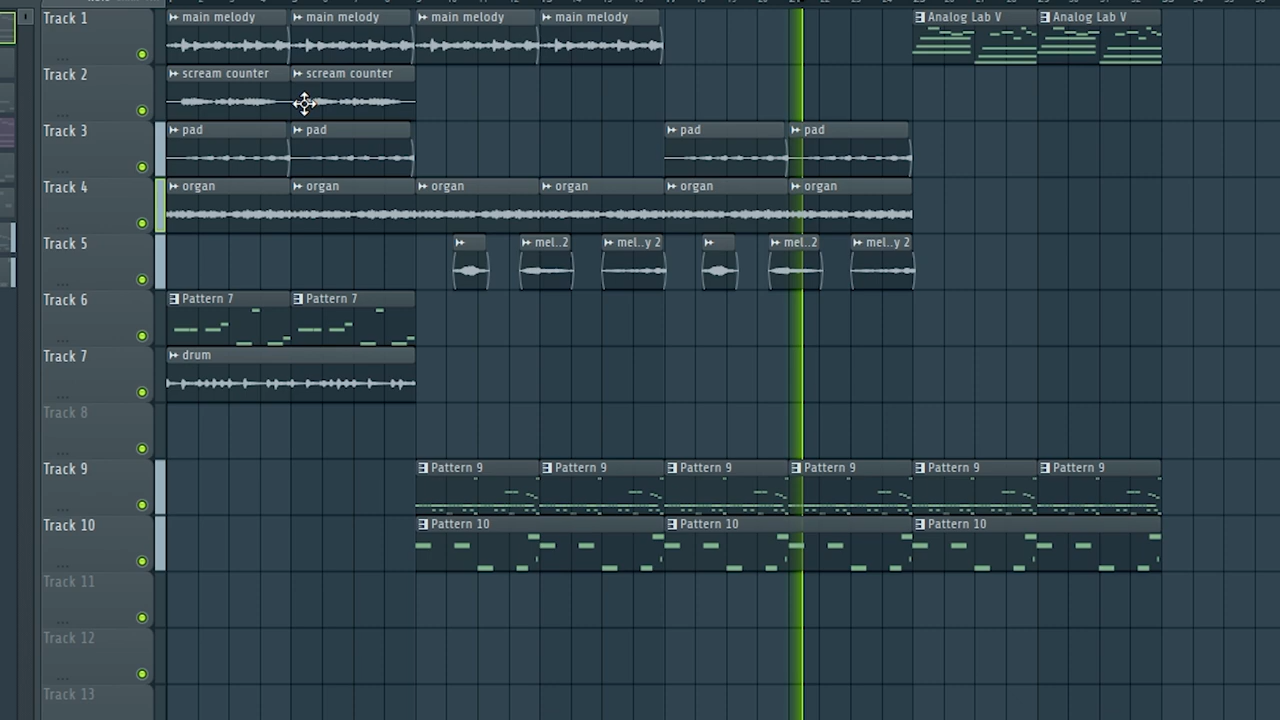 Track 1 main melody main melody main melody main melody Analog Lab V Analog Lab V
Track 2 scream counter scream counter
Track 3 pad pad pad pad
Track 4 organ organ organ organ organ organ
Track 5 mel..2 mel..y 2 mel..2 mel..y 2
Track 6 Pattern 7 Pattern 7
Track 7 drum
Track 8
Track 9 Pattern 9 Pattern 9 Pattern 9 Pattern 9 Pattern 9 Pattern 9
Track 10 Pattern 10 Pattern 10 Pattern 10
Track 11
Track 12
Track 13